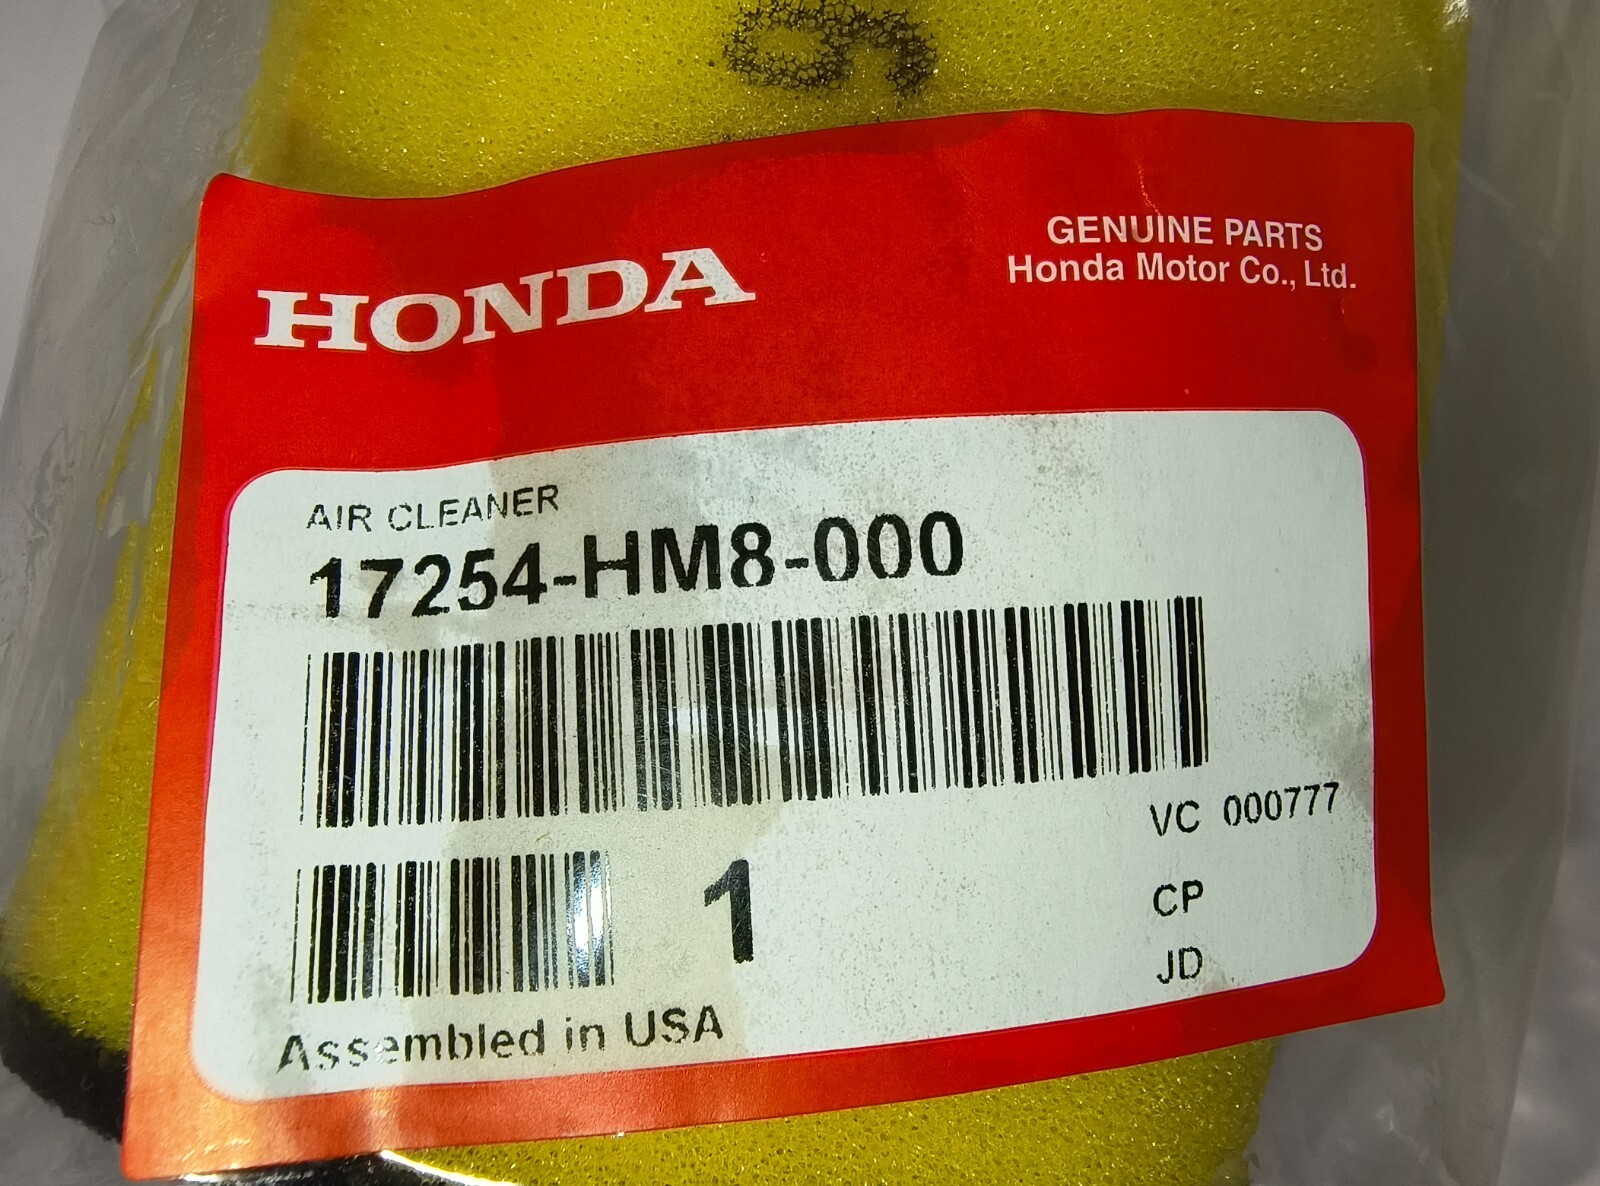 HONDA
GENUINE PARTS
Honda Motor Co., Ltd.
AIR CLEANER
17254-HM8-000
VC 000777
1
CP
JD
Assembled in USA